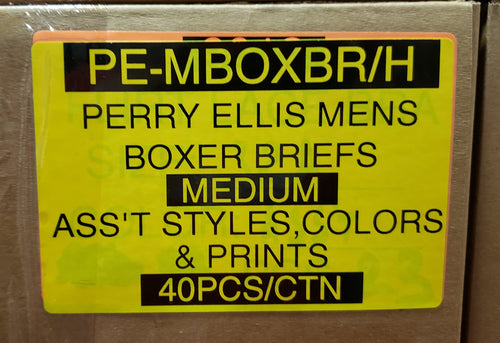 PE-MBOXBR/H
PERRY ELLIS MENS
BOXER BRIEFS
MEDIUM
ASS'T STYLES,COLORS
& PRINTS
40PCS/CTN